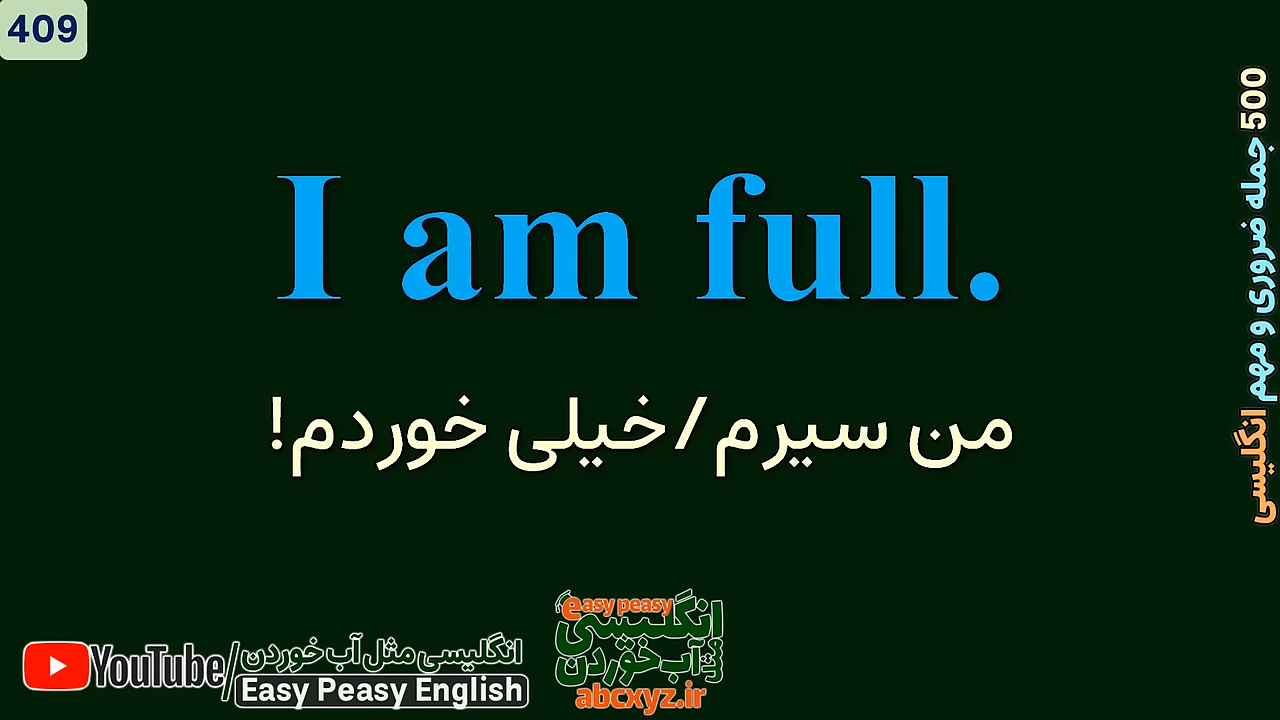 409
500 جمله ضروری و مهم انگلیسی
I am full.
من سیرم/خیلی خوردم!
YouTube/انگلیسی مثل آب خوردن
Easy Peasy English
easy peasy
انگلیسی
مثل آب خوردن
abcxyz.ir